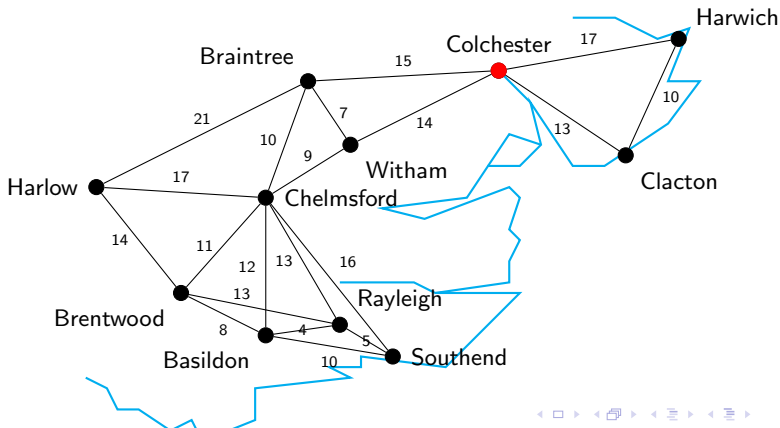 Harwich
17
Colchester
15
Braintree
10
21
7
14
13
10
9
Witham
Clacton
17
Harlow
Chelmsford
14
11
12
13
16
13
Rayleigh
Brentwood
8
4
5
Basildon
10
Southend